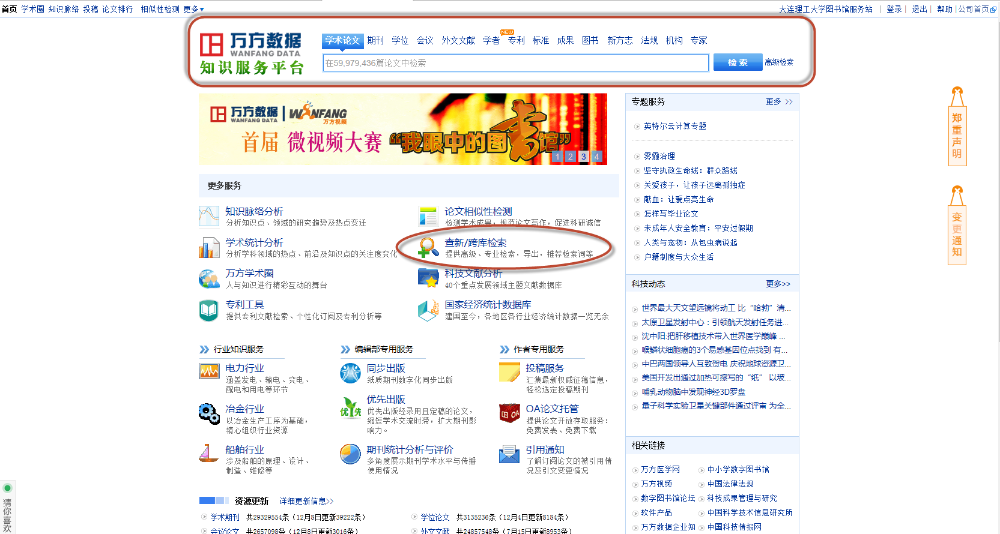 首页 学术圈 知识脉络 投稿 论文排行 相似性检测 更多▾
大连理工大学图书馆服务站 | 登录 | 退出 | 帮助 | 公司首页
万方数据
WANFANG DATA
知识服务平台
学术论文 期刊 学位 会议 外文文献 学者 NEW 专利 标准 成果 图书 新方志 法规 机构 专家
在59,979,436篇论文中检索
检索 高级检索
万方数据 WANFANG DATA | WANFANG 万方视频
首届 微视频大赛 “我眼中的图书馆”
1 2 3 4
更多服务
知识脉络分析
分析知识点、领域的研究趋势及热点变迁
论文相似性检测
检测学术成果，规范论文写作，促进科研诚信
学术统计分析
分析学科领域的热点、前沿及知识点的关注度变化
查新/跨库检索
提供高级、专业检索，导出，推荐检索词等
万方学术圈
人与知识进行精彩互动的舞台
科技文献分析
40个重点发展领域主题文献数据库
专利工具
提供专利文献检索、个性化订阅及专利分析等
国家经济统计数据库
建国至今，各地区各行业经济统计数据一览无余
行业知识服务
电力行业
涵盖发电、输电、变电、
配电和用电等环节
冶金行业
以冶金生产工序为基础，
精心组织行业资源
船舶行业
涉及船舶的原理、设计、
制造、维修等
编辑部专用服务
同步出版
纸质期刊数字化同步出版
优先
优先出版
优先出版经录用且定稿的论文，
缩短学术交流时滞，扩大期刊影
响力。
期刊统计分析与评价
多角度展示期刊学术水平与传播
使用情况
作者专用服务
投稿服务
汇集最新权威征稿信息，
轻松选定投稿期刊
OA
OA论文托管
提供论文开放存取服务：
免费发表、免费下载
引用通知
了解订阅论文的被引用情
况及引文变更情况
资源更新 详细更新信息>>
学术期刊 共29329554条（12月8日更新39222条）
学位论文 共3135236条（12月4日更新8184条）
会议论文 共2657098条（12月8日更新3016条）
外文文献 共24857548条（7月15日更新8953条）
专题服务 更多 >>
英特尔云计算专题
雾霾治理
坚守执政生命线：群众路线
关爱孩子，让孩子远离孤独症
献血：让爱点亮生命
怎样写毕业论文
未成年人安全教育：平安过假期
人类与宠物：从包虫病说起
户籍制度与大众生活
科技动态 更多>>
世界最大天文望远镜将动工 比“哈勃”清...
太原卫星发射中心：引领航天发射任务进...
沈中阳:把肝移植技术带入世界医学巅峰 ...
喉鳞状细胞癌的3个易感基因位点找到 有...
中巴两国领导人互致贺电 庆祝地球资源卫...
美国开发出通过加热可擦写的“纸” 以玻...
哺乳动物脑中发现神经3D罗盘
量子科学实验卫星关键部件通过评审 为全...
相关链接
万方医学网 中小学数字图书馆
万方视频 中国法律法规
数字图书馆论坛 科技成果管理与研究
软件产品 中国科学技术信息研究所
万方数据企业知 中国科技情报网
郑重声明
变更通知
猜你喜欢